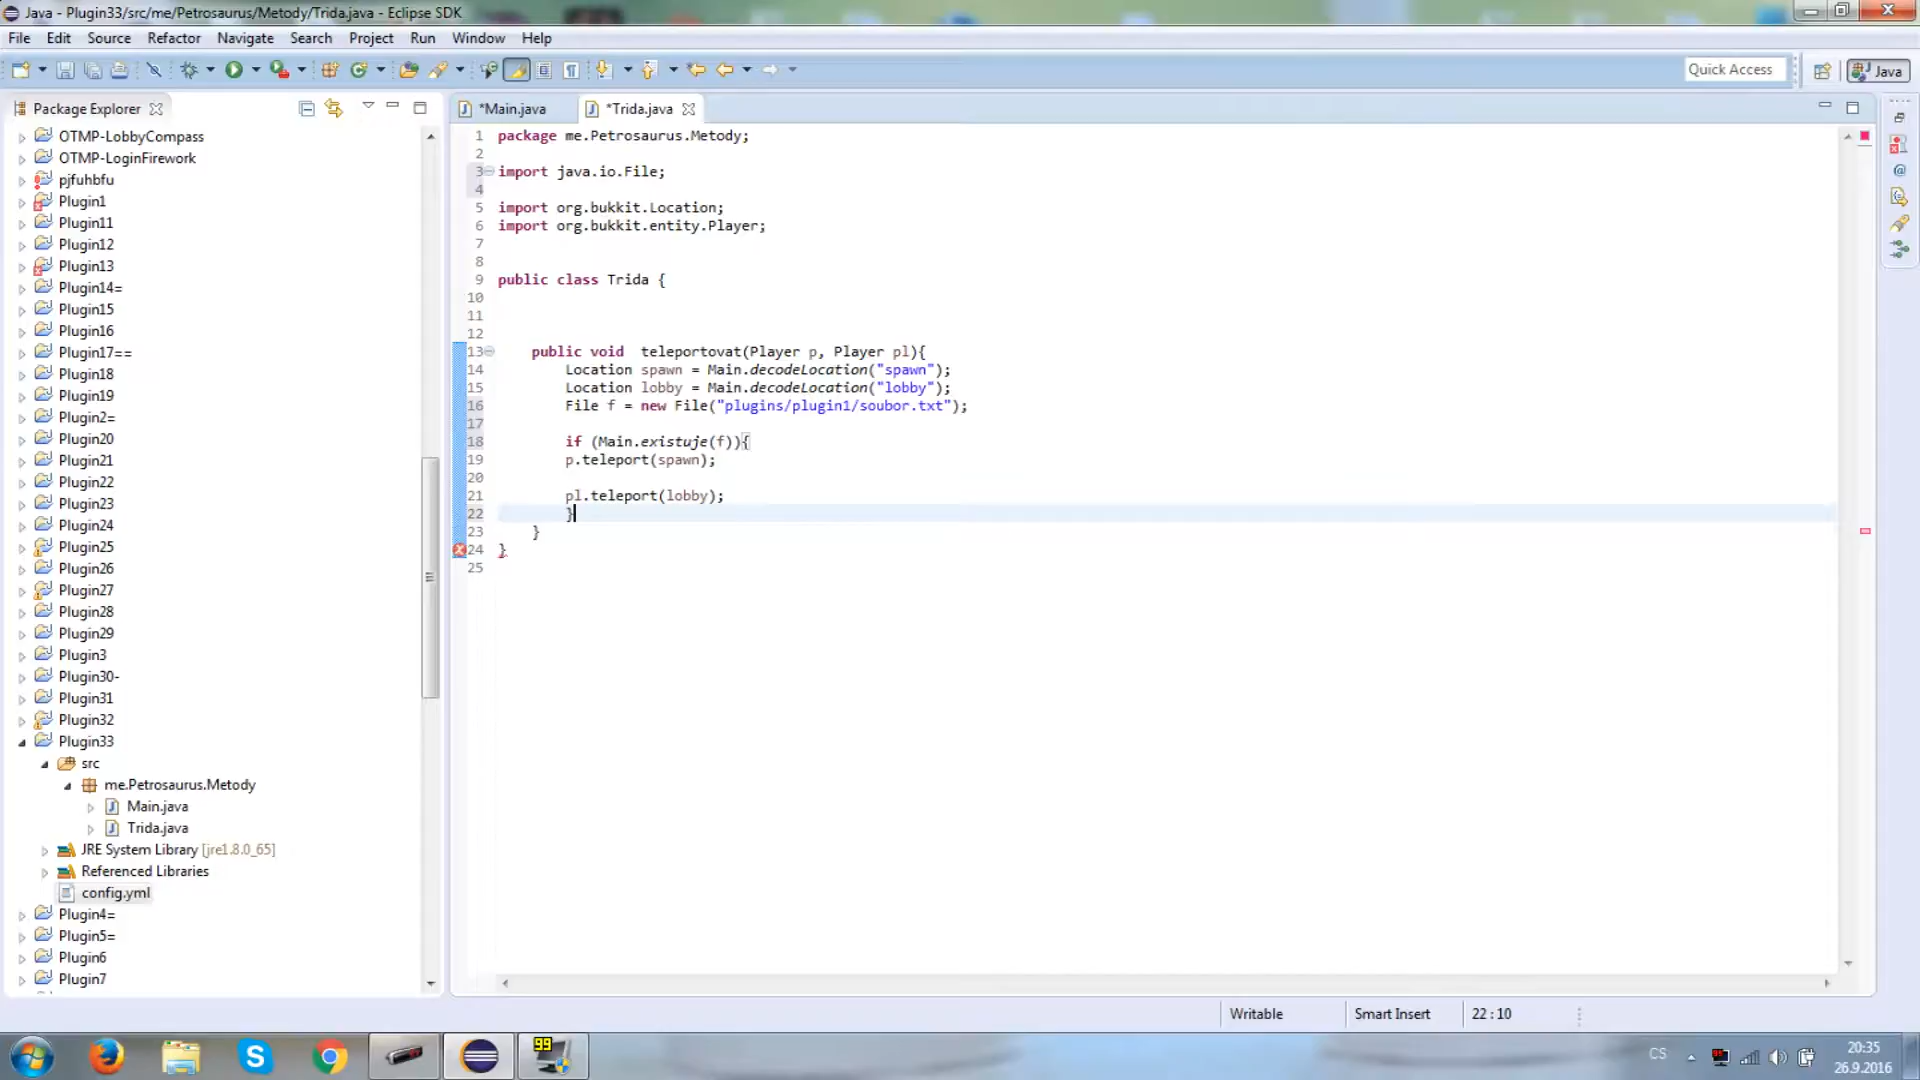 Java - Plugin33/src/me/Petrosaurus/Metody/Trida.java - Eclipse SDK
File Edit Source Refactor Navigate Search Project Run Window Help
Quick Access
Java
Package Explorer
*Main.java
*Trida.java
OTMP-LobbyCompass
OTMP-LoginFirework
pjfuhbfu
Plugin1
Plugin11
Plugin12
Plugin13
Plugin14=
Plugin15
Plugin16
Plugin17==
Plugin18
Plugin19
Plugin2=
Plugin20
Plugin21
Plugin22
Plugin23
Plugin24
Plugin25
Plugin26
Plugin27
Plugin28
Plugin29
Plugin3
Plugin30-
Plugin31
Plugin32
Plugin33
src
me.Petrosaurus.Metody
Main.java
Trida.java
JRE System Library [jre1.8.0_65]
Referenced Libraries
config.yml
Plugin4=
Plugin5=
Plugin6
Plugin7
1 package me.Petrosaurus.Metody;
2
3 import java.io.File;
4
5 import org.bukkit.Location;
6 import org.bukkit.entity.Player;
7
8
9 public class Trida {
10
11
12
13 public void  teleportovat(Player p, Player pl){
14 Location spawn = Main.decodeLocation("spawn");
15 Location lobby = Main.decodeLocation("lobby");
16 File f = new File("plugins/plugin1/soubor.txt");
17
18 if (Main.existuje(f)){
19 p.teleport(spawn);
20
21 pl.teleport(lobby);
22 }
23 }
24 }
25
Writable
Smart Insert
22 : 10
99
CS
20:35
26.9.2016